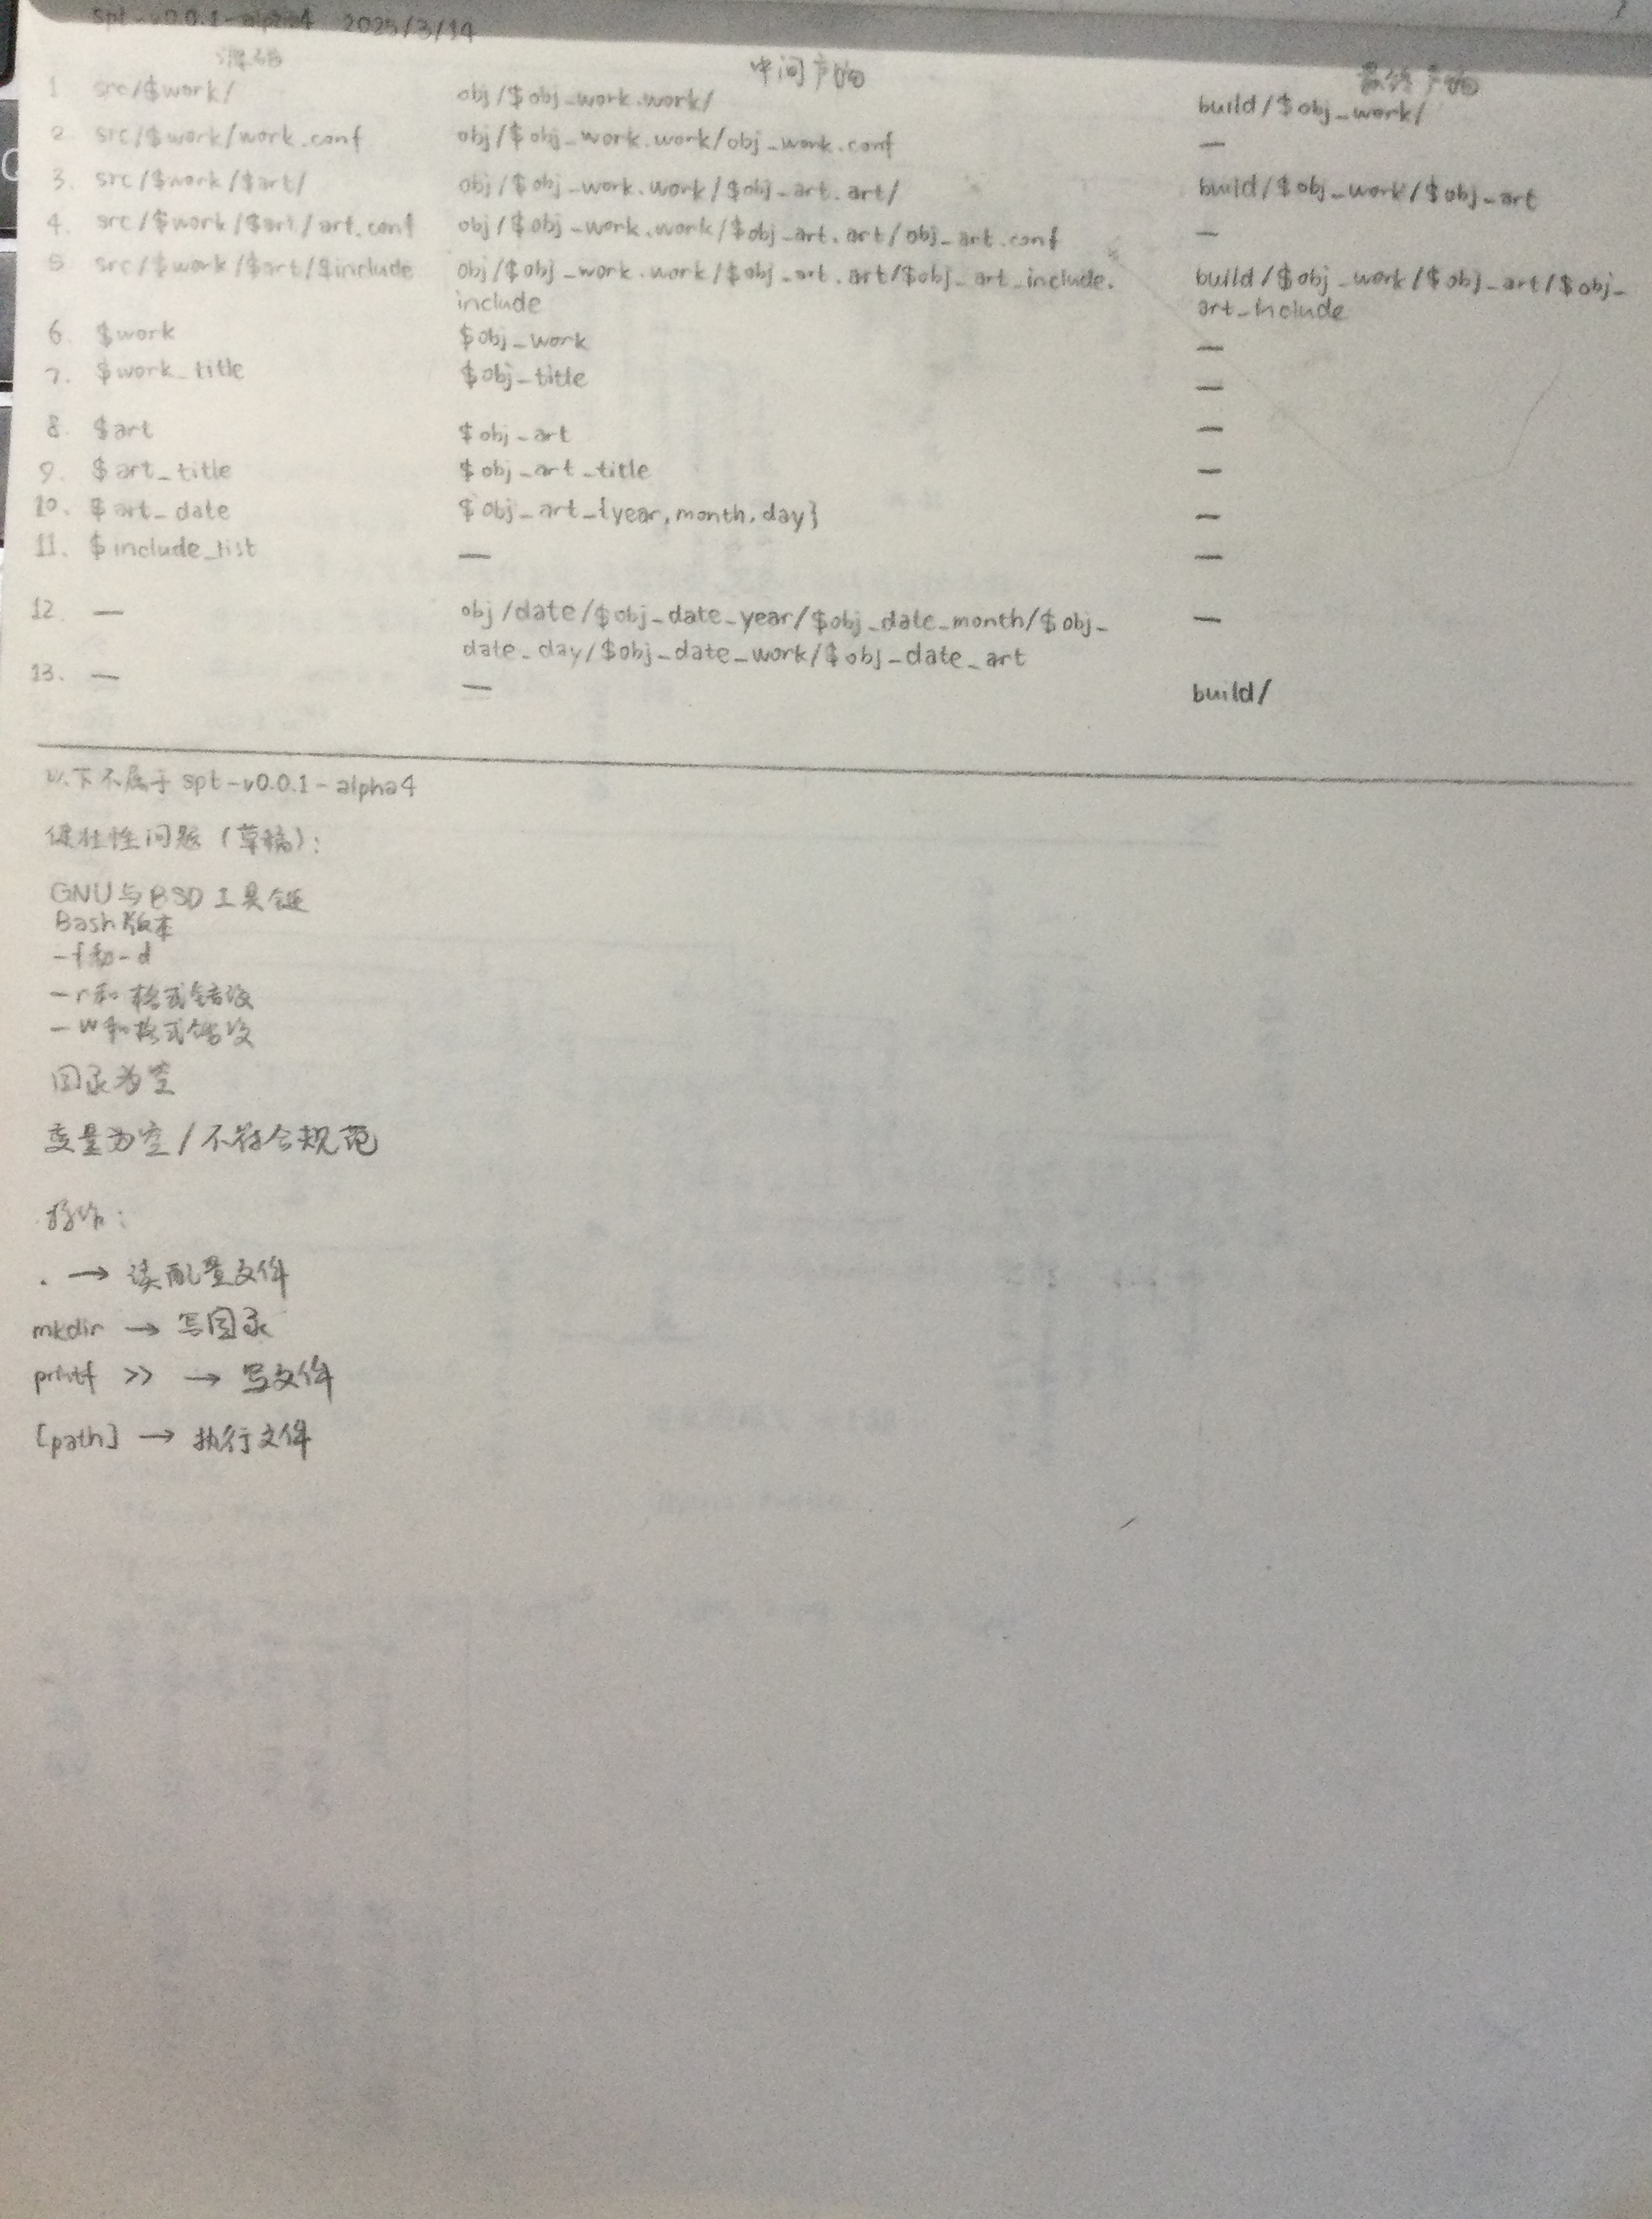 spt-v0.0.1-alpha4 2025/3/14
源码 中间产物 最终产物
1 src/$work/ obj/$obj_work.work/ build/$obj_work/
2. src/$work/work.conf obj/$obj_work.work/obj_work.conf —
3. src/$work/$art/ obj/$obj_work.work/$obj_art.art/ build/$obj_work/$obj_art
4. src/$work/$art/art.conf obj/$obj_work.work/$obj_art.art/obj_art.conf —
5 src/$work/$art/$include obj/$obj_work.work/$obj_art.art/$obj_art_include. build/$obj_work/$obj_art/$obj_
include art_include
6. $work $obj_work —
7. $work_title $obj_title —
8. $art $obj_art —
9. $art_title $obj_art_title —
10. $art_date $obj_art_{year,month,day} —
11. $include_list — —
12. — obj/date/$obj_date_year/$obj_date_month/$obj_ —
date_day/$obj_date_work/$obj_date_art
13. — — build/
以下不属于 spt-v0.0.1-alpha4
健壮性问题（草稿）:
GNU与BSD工具链
Bash版本
-f和-d
-r和格式错误
-w和格式错误
目录为空
变量为空/不符合规范
操作:
. → 读配置文件
mkdir → 写目录
printf >> → 写文件
[path] → 执行文件